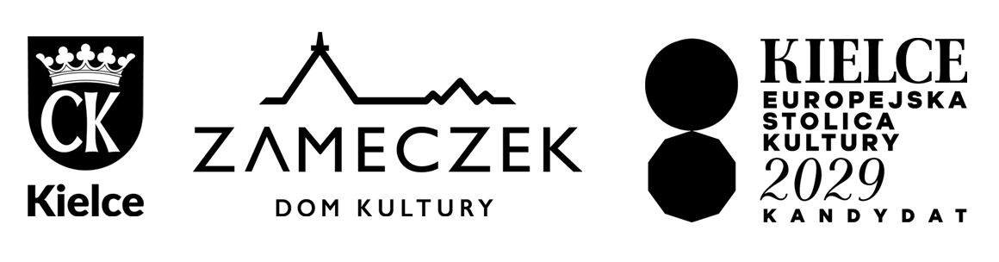 CK
Kielce
ZAMECZEK
DOM KULTURY
KIELCE
EUROPEJSKA
STOLICA
KULTURY
2029
KANDYDAT